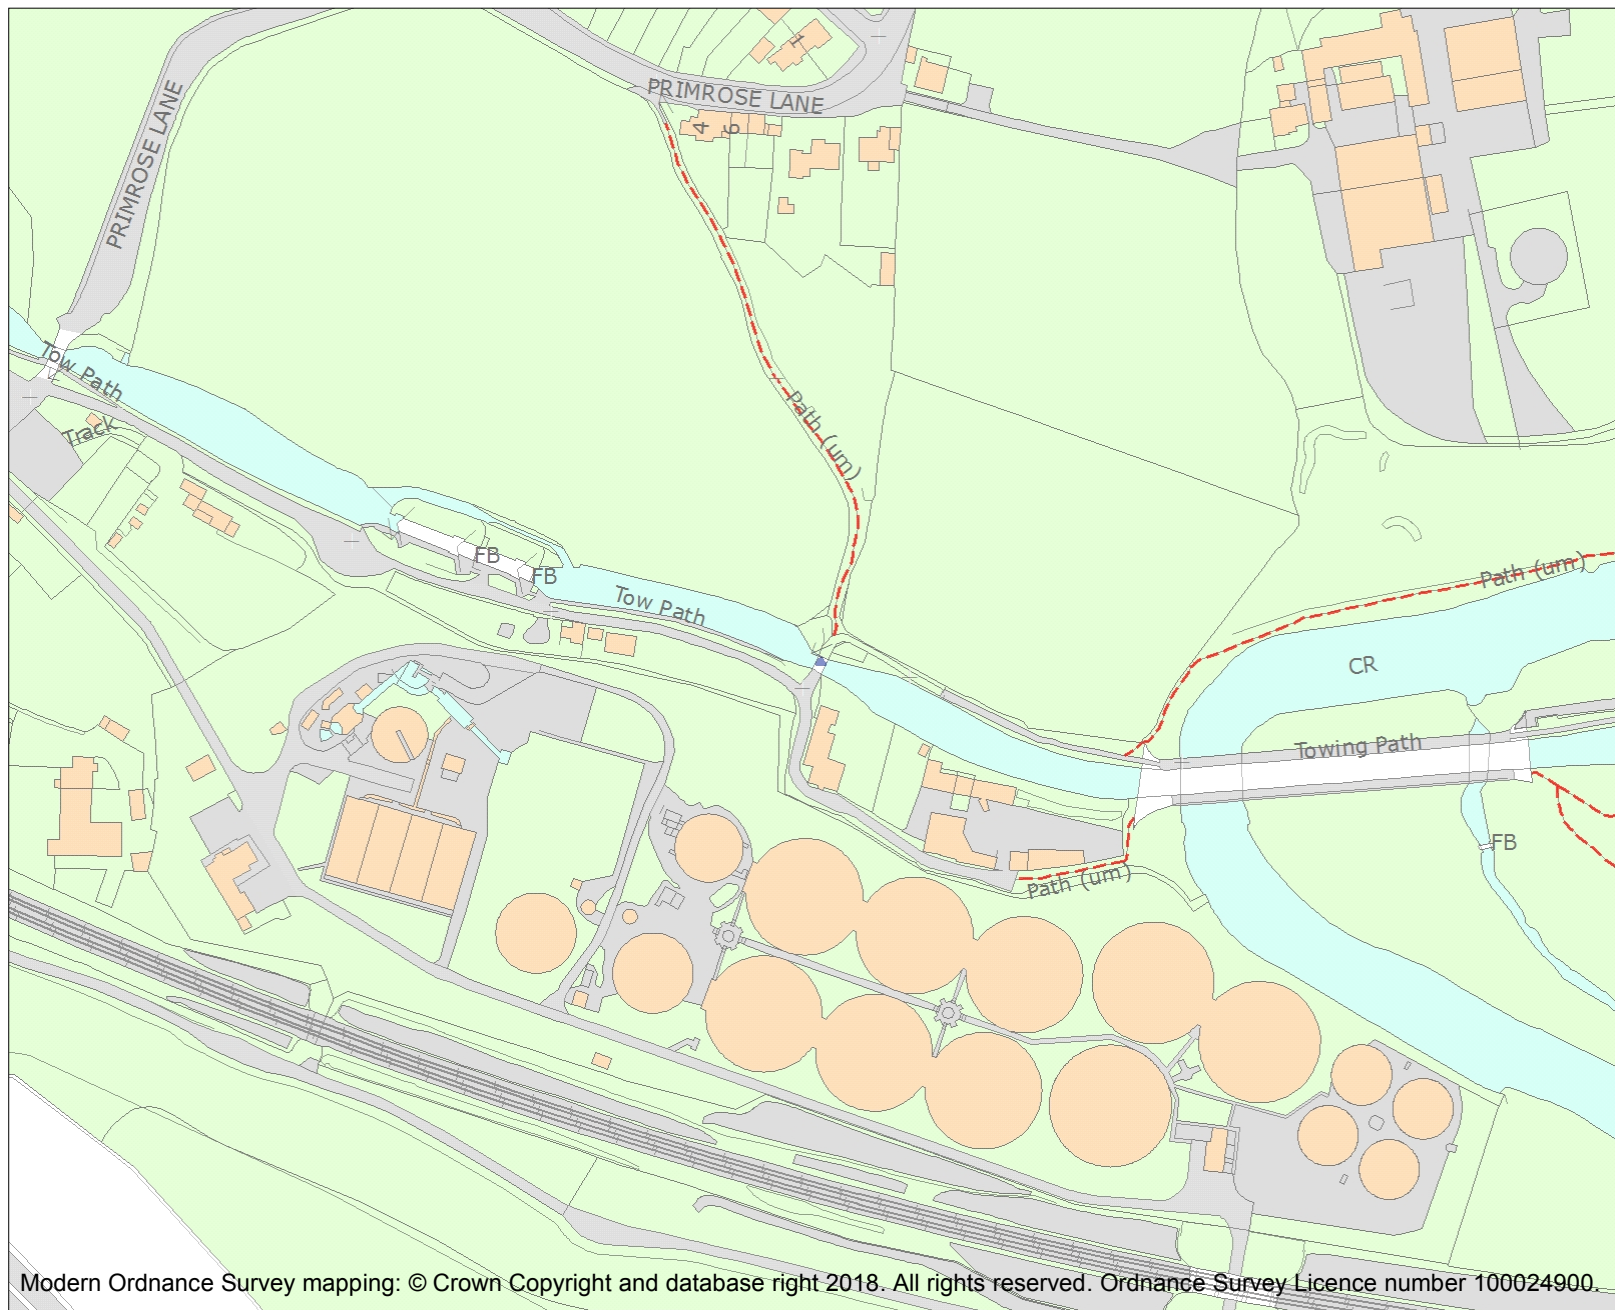 1
PRIMROSE LANE
PRIMROSE LANE
4
6
Tow Path
Track
Path (um)
FB
FB
Tow Path
Path (um)
CR
Towing Path
FB
Path (um)
Modern Ordnance Survey mapping: © Crown Copyright and database right 2018. All rights reserved. Ordnance Survey Licence number 100024900.